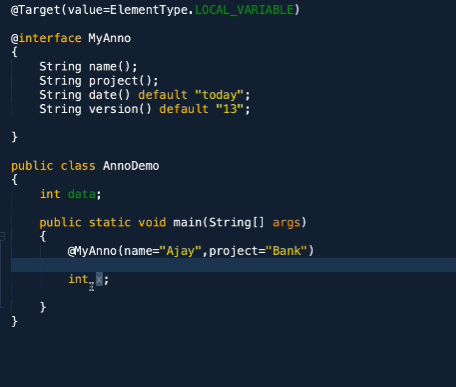 @Target(value=ElementType.LOCAL_VARIABLE)
@interface MyAnno
{
String name();
String project();
String date() default "today";
String version() default "13";
}
public class AnnoDemo
{
int data;
public static void main(String[] args)
{
@MyAnno(name="Ajay",project="Bank")
int x;
}
}